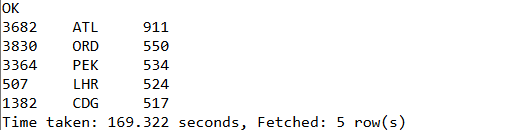 OK
3682 ATL 911
3830 ORD 550
3364 PEK 534
507 LHR 524
1382 CDG 517
Time taken: 169.322 seconds, Fetched: 5 row(s)